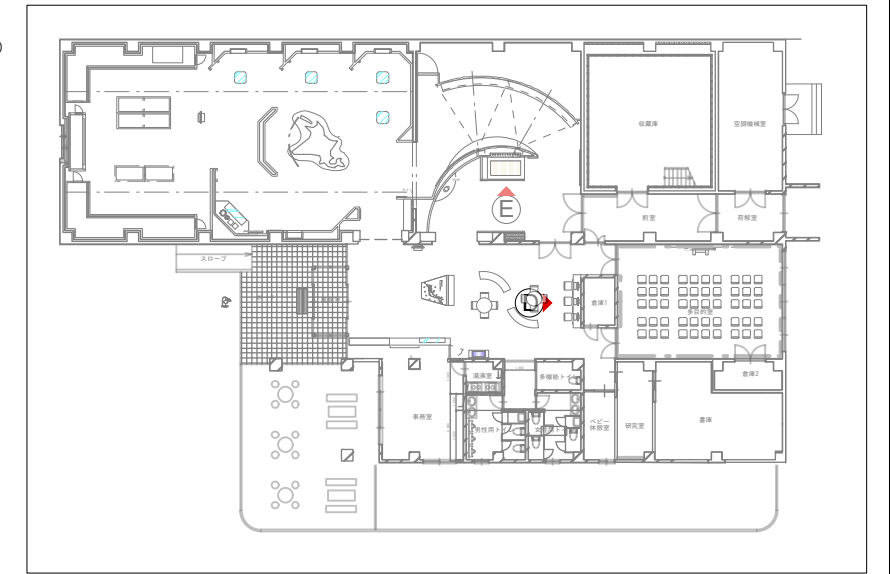 収蔵庫
空調機械室
E
前室
荷解室
スロープ
倉庫1
多目的室
湯沸室
多機能トイレ
倉庫2
事務室
男性用トイレ
女性用トイレ
ベビー
休憩室
研究室
書庫